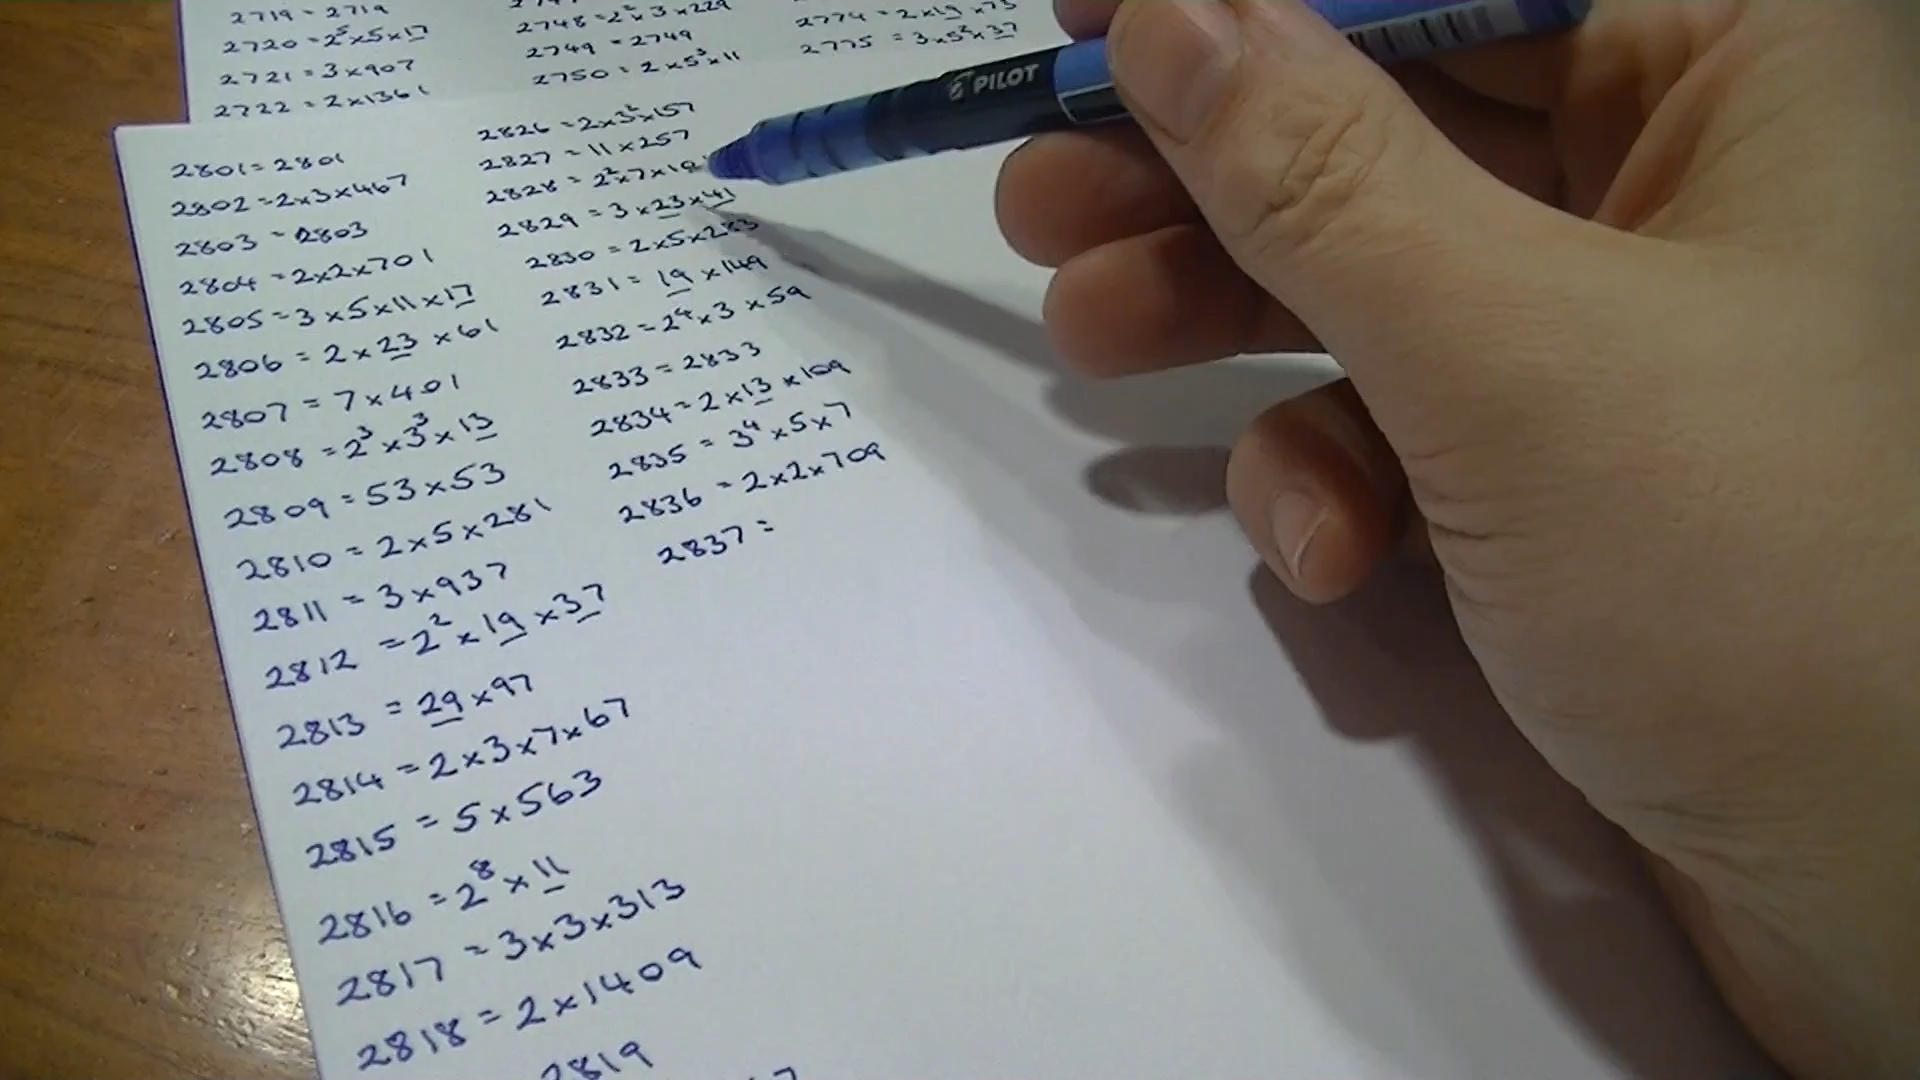 2719 = 2719
2720 = 2⁵×5×17
2721 = 3×907
2722 = 2×1361
2748 = 2²×3×229
2749 = 2749
2750 = 2×5³×11
2774 = 2×19×73
2775 = 3×5²×37
2801 = 2801
2802 = 2×3×467
2803 = 2803
2804 = 2×2×701
2805 = 3×5×11×17
2806 = 2×23×61
2807 = 7×401
2808 = 2³×3³×13
2809 = 53×53
2810 = 2×5×281
2811 = 3×937
2812 = 2²×19×37
2813 = 29×97
2814 = 2×3×7×67
2815 = 5×563
2816 = 2⁸×11
2817 = 3×3×313
2818 = 2×1409
2819
2826 = 2×3²×157
2827 = 11×257
2828 = 2²×7×
2829 = 3×23×41
2830 = 2×5×283
2831 = 19×149
2832 = 2⁴×3×59
2833 = 2833
2834 = 2×13×109
2835 = 3⁴×5×7
2836 = 2×2×709
2837 =
PILOT